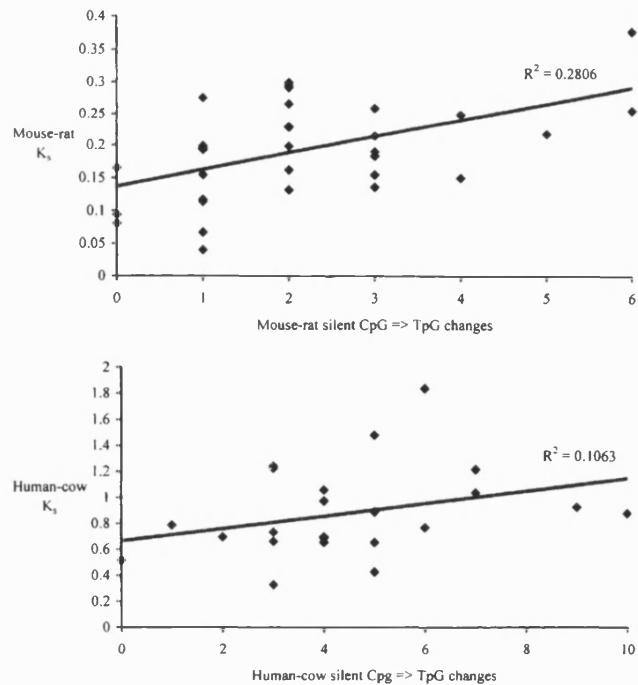 0.4
0.35
0.3
0.25
0.2
0.15
0.1
0.05
0
Mouse-rat
Ks
R2 = 0.2806
0 1 2 3 4 5 6
Mouse-rat silent CpG => TpG changes
2
1.8
1.6
1.4
1.2
1
0.8
0.6
0.4
0.2
0
Human-cow
Ks
R2 = 0.1063
0 2 4 6 8 10
Human-cow silent Cpg => TpG changes